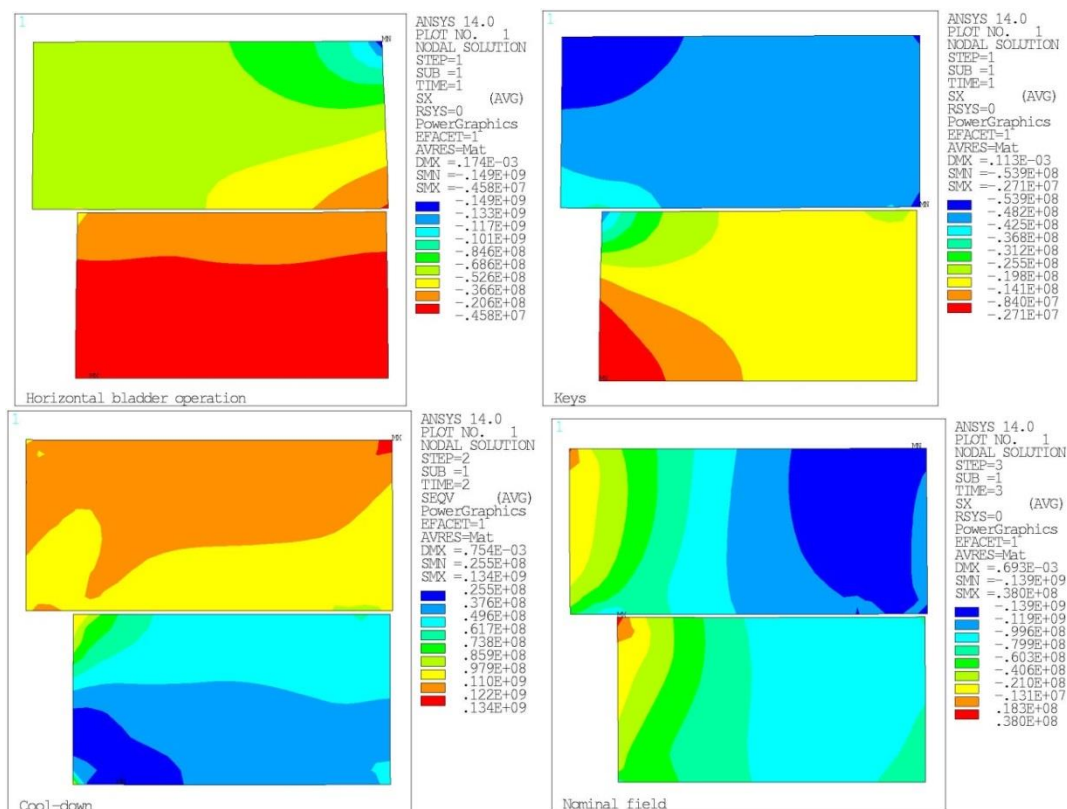 1
ANSYS 14.0
PLOT NO. 1
NODAL SOLUTION
STEP=1
SUB =1
TIME=1
SX (AVG)
RSYS=0
PowerGraphics
EFACET=1
AVRES=Mat
DMX =.174E-03
SMN =-.149E+09
SMX =-.458E+07
-.149E+09
-.133E+09
-.117E+09
-.101E+09
-.846E+08
-.686E+08
-.526E+08
-.366E+08
-.206E+08
-.458E+07
MN
MX
Horizontal bladder operation
1
ANSYS 14.0
PLOT NO. 1
NODAL SOLUTION
STEP=1
SUB =1
TIME=1
SX (AVG)
RSYS=0
PowerGraphics
EFACET=1
AVRES=Mat
DMX =.113E-03
SMN =-.539E+08
SMX =-.271E+07
-.539E+08
-.482E+08
-.425E+08
-.368E+08
-.312E+08
-.255E+08
-.198E+08
-.141E+08
-.840E+07
-.271E+07
MN
MX
Keys
1
ANSYS 14.0
PLOT NO. 1
NODAL SOLUTION
STEP=2
SUB =1
TIME=2
SEQV (AVG)
PowerGraphics
EFACET=1
AVRES=Mat
DMX =.754E-03
SMN =.255E+08
SMX =.134E+09
.255E+08
.376E+08
.496E+08
.617E+08
.738E+08
.859E+08
.979E+08
.110E+09
.122E+09
.134E+09
MX
MN
Cool-down
1
ANSYS 14.0
PLOT NO. 1
NODAL SOLUTION
STEP=3
SUB =1
TIME=3
SX (AVG)
RSYS=0
PowerGraphics
EFACET=1
AVRES=Mat
DMX =.693E-03
SMN =-.139E+09
SMX =.380E+08
-.139E+09
-.119E+09
-.996E+08
-.799E+08
-.603E+08
-.406E+08
-.210E+08
-.131E+07
.183E+08
.380E+08
MN
MX
Nominal field